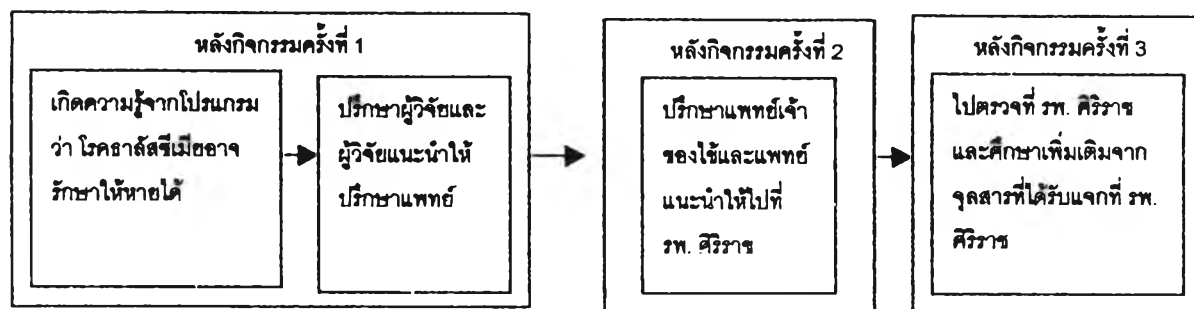 หลังกิจกรรมครั้งที่ 1
เกิดความรู้จากโปรแกรม
ว่า โรคธาลัสซีเมียอาจ
รักษาให้หายได้
ปรึกษาผู้วิจัยและ
ผู้วิจัยแนะนำให้
ปรึกษาแพทย์
หลังกิจกรรมครั้งที่ 2
ปรึกษาแพทย์เจ้า
ของใช้และแพทย์
แนะนำให้ไปที่
รพ. ศิริราช
หลังกิจกรรมครั้งที่ 3
ไปตรวจที่ รพ. ศิริราช
และศึกษาเพิ่มเติมจาก
จุลสารที่ได้รับแจกที่ รพ.
ศิริราช